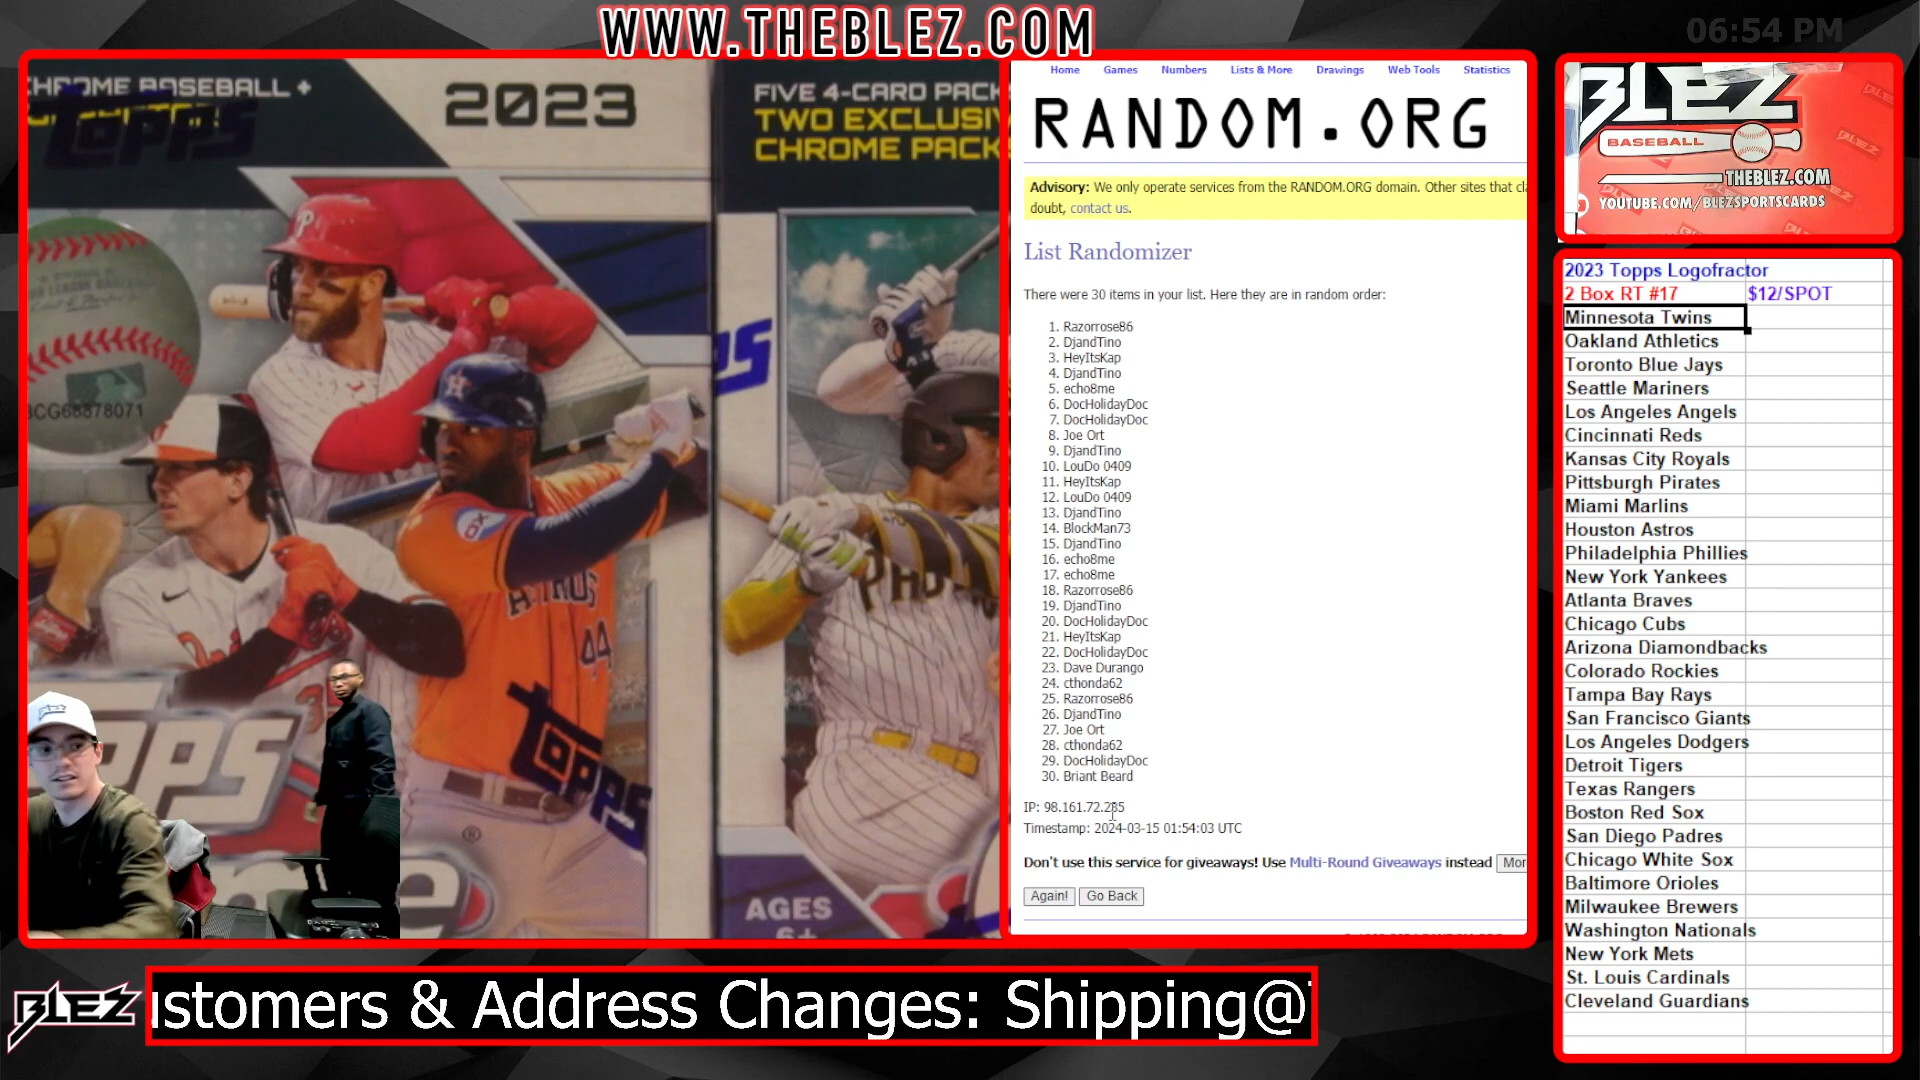 WWW.THEBLEZ.COM
06:54 PM
CHROME BASEBALL +
Topps
2023
FIVE 4-CARD PACK
TWO EXCLUSIV
CHROME PACK
Home Games Numbers Lists & More Drawings Web Tools Statistics
RANDOM.ORG
Advisory: We only operate services from the RANDOM.ORG domain. Other sites that cl
doubt, contact us.
List Randomizer
There were 30 items in your list. Here they are in random order:
1. Razorrose86
2. DjandTino
3. HeyItsKap
4. DjandTino
5. echo8me
6. DocHolidayDoc
7. DocHolidayDoc
8. Joe Ort
9. DjandTino
10. LouDo 0409
11. HeyItsKap
12. LouDo 0409
13. DjandTino
14. BlockMan73
15. DjandTino
16. echo8me
17. echo8me
18. Razorrose86
19. DjandTino
20. DocHolidayDoc
21. HeyItsKap
22. DocHolidayDoc
23. Dave Durango
24. cthonda62
25. Razorrose86
26. DjandTino
27. Joe Ort
28. cthonda62
29. DocHolidayDoc
30. Briant Beard
Timestamp: 2024-03-15 01:54:03 UTC
Don't use this service for giveaways! Use Multi-Round Giveaways instead Mor
Again! Go Back
BLEZ
BASEBALL
THEBLEZ.COM
YOUTUBE.COM/BLEZSPORTSCARDS
2023 Topps Logofractor
2 Box RT #17 $12/SPOT
Minnesota Twins
Oakland Athletics
Toronto Blue Jays
Seattle Mariners
Los Angeles Angels
Cincinnati Reds
Kansas City Royals
Pittsburgh Pirates
Miami Marlins
Houston Astros
Philadelphia Phillies
New York Yankees
Atlanta Braves
Chicago Cubs
Arizona Diamondbacks
Colorado Rockies
Tampa Bay Rays
San Francisco Giants
Los Angeles Dodgers
Detroit Tigers
Texas Rangers
Boston Red Sox
San Diego Padres
Chicago White Sox
Baltimore Orioles
Milwaukee Brewers
Washington Nationals
New York Mets
St. Louis Cardinals
Cleveland Guardians
44
Topps
AGES
6+
BLEZ
ustomers & Address Changes: Shipping@